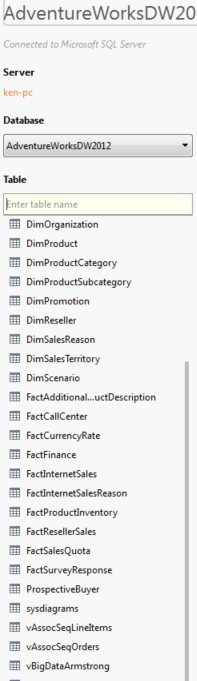 AdventureWorksDW20
Connected to Microsoft SQL Server
Server
ken-pc
Database
AdventureWorksDW2012
Table
Enter table name
DimOrganization
DimProduct
DimProductCategory
DimProductSubcategory
DimPromotion
DimReseller
DimSalesReason
DimSalesTerritory
DimScenario
FactAdditional...uctDescription
FactCallCenter
FactCurrencyRate
FactFinance
FactInternetSales
FactInternetSalesReason
FactProductInventory
FactResellerSales
FactSalesQuota
FactSurveyResponse
ProspectiveBuyer
sysdiagrams
vAssocSeqLineItems
vAssocSeqOrders
vBigDataArmstrong